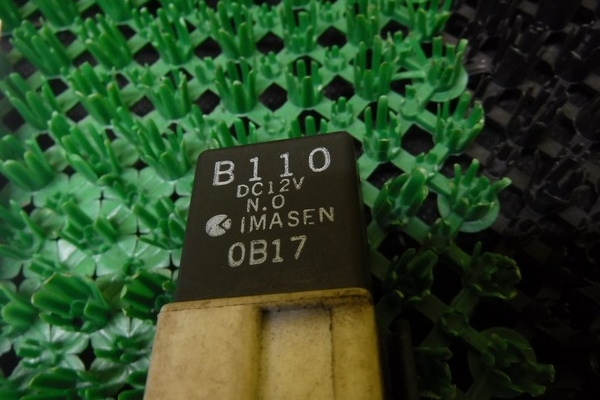 B110
DC12V
N.O
IMASEN
0B17